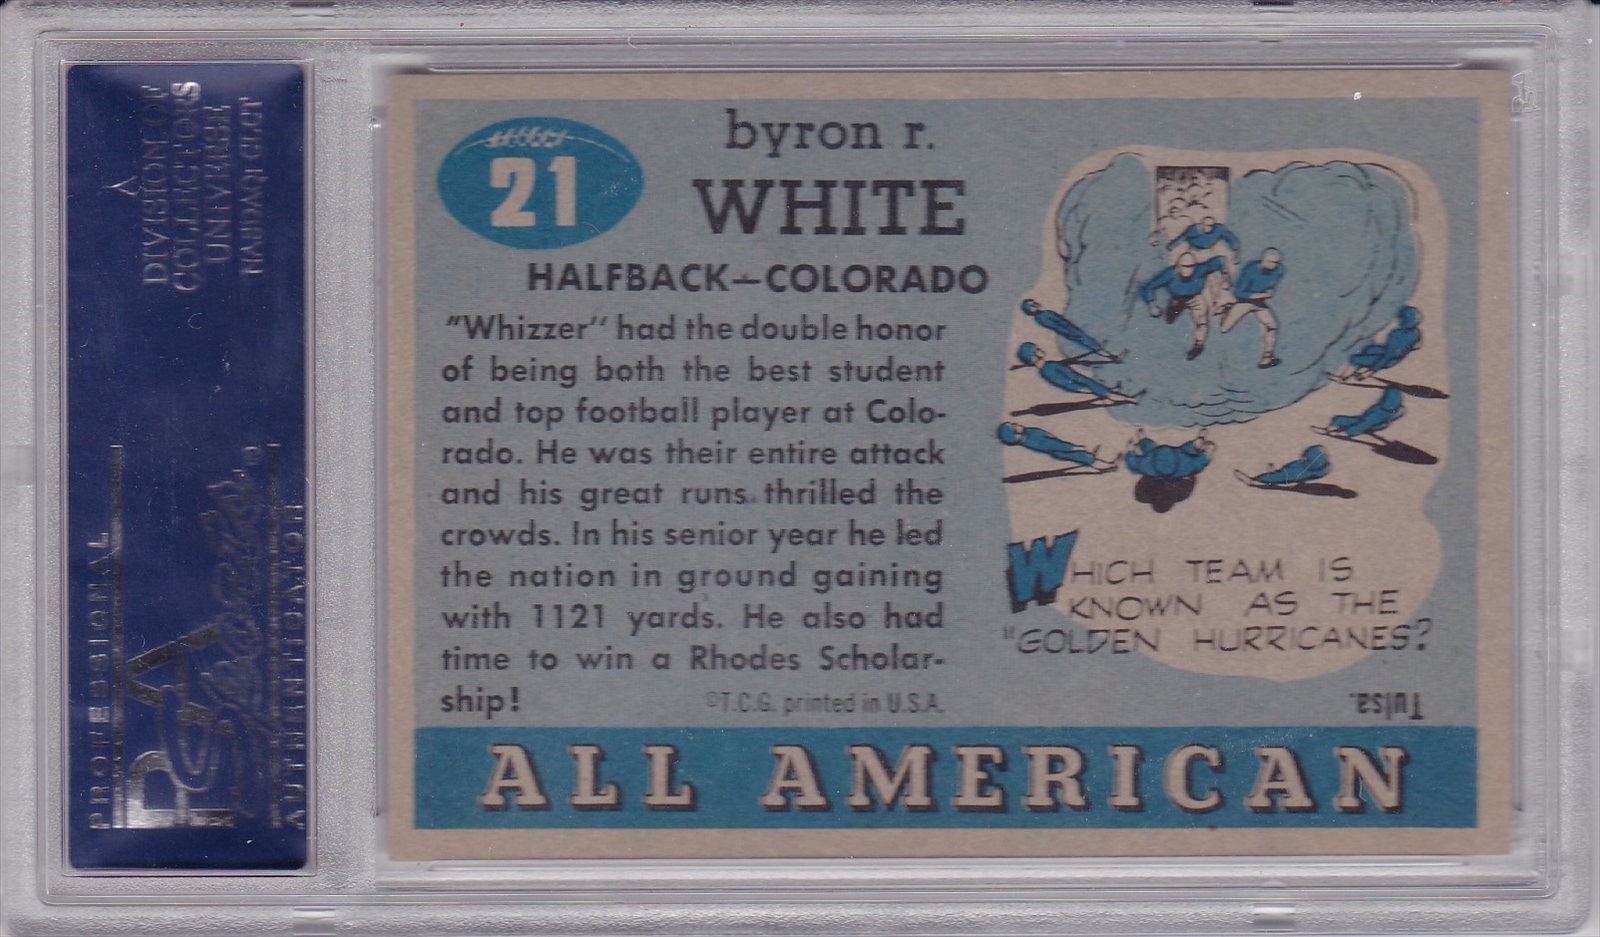 A
DIVISION OF
COLLECTORS
UNIVERSE
NASDAQ: CLCT
PROFESSIONAL
PSA
AUTHENTICATOR
21
byron r.
WHITE
HALFBACK—COLORADO
"Whizzer" had the double honor
of being both the best student
and top football player at Colo-
rado. He was their entire attack
and his great runs thrilled the
crowds. In his senior year he led
the nation in ground gaining
with 1121 yards. He also had
time to win a Rhodes Scholar-
ship!
©T.C.G. printed in U.S.A.
WHICH TEAM IS
KNOWN AS THE
"GOLDEN HURRICANES?
Tulsa.
ALL AMERICAN